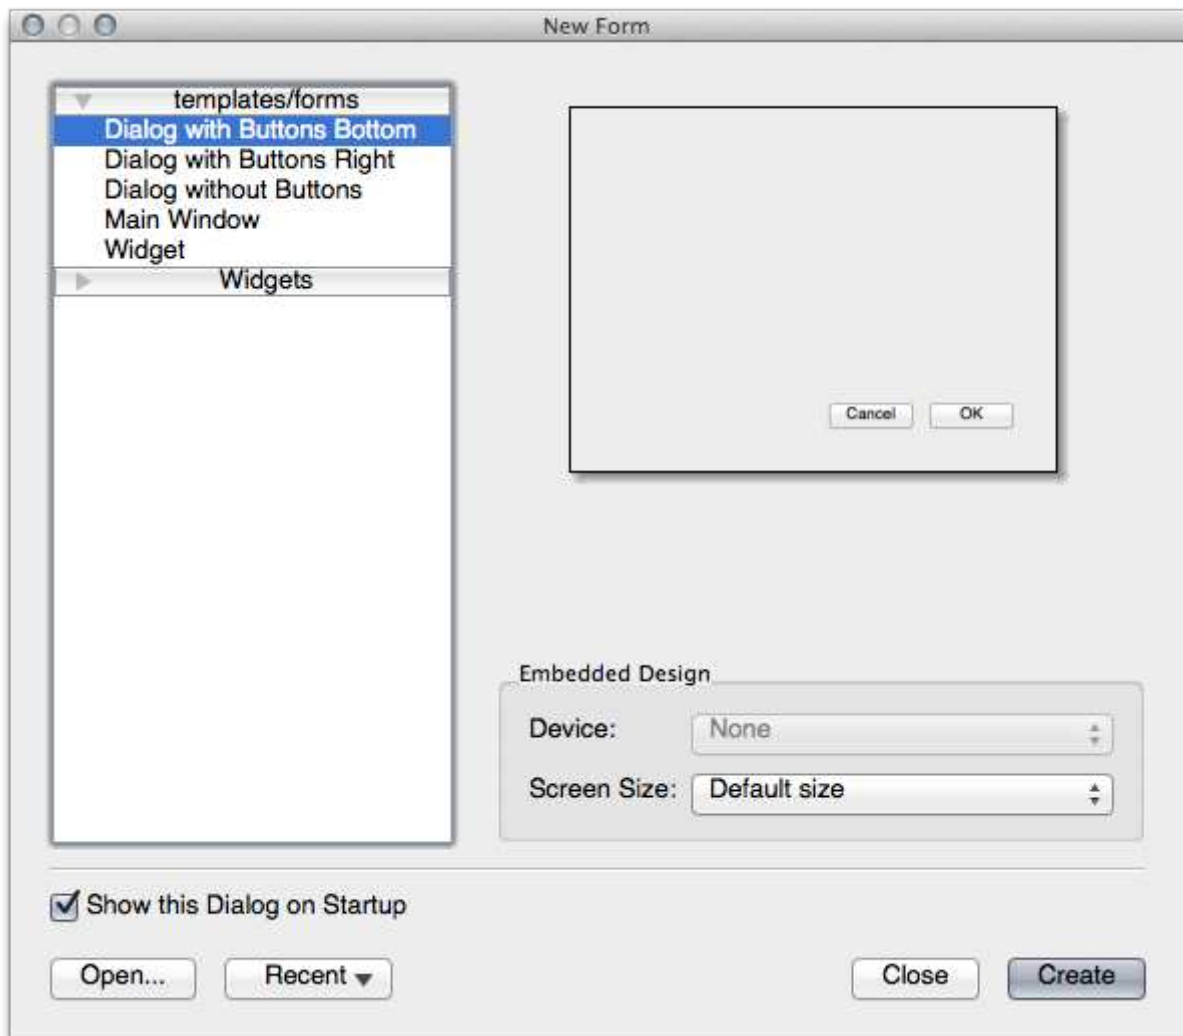 New Form
templates/forms
Dialog with Buttons Bottom
Dialog with Buttons Right
Dialog without Buttons
Main Window
Widget
Widgets
Cancel OK
Embedded Design
Device: None
Screen Size: Default size
Show this Dialog on Startup
Open... Recent Close Create